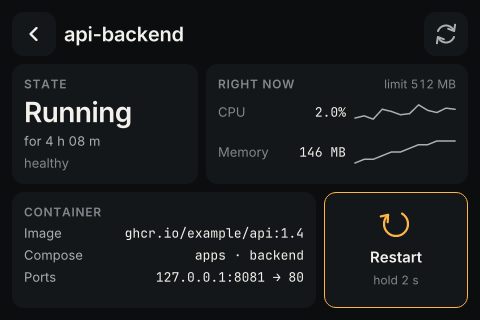 api-backend
STATE
Running
for 4 h 08 m
healthy
RIGHT NOW limit 512 MB
CPU 2.0%
Memory 146 MB
CONTAINER
Image ghcr.io/example/api:1.4
Compose apps · backend
Ports 127.0.0.1:8081 → 80
Restart
hold 2 s